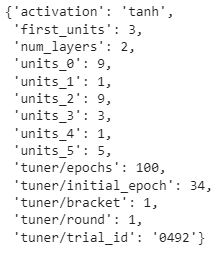 {'activation': 'tanh',
'first_units': 3,
'num_layers': 2,
'units_0': 9,
'units_1': 1,
'units_2': 9,
'units_3': 3,
'units_4': 1,
'units_5': 5,
'tuner/epochs': 100,
'tuner/initial_epoch': 34,
'tuner/bracket': 1,
'tuner/round': 1,
'tuner/trial_id': '0492'}